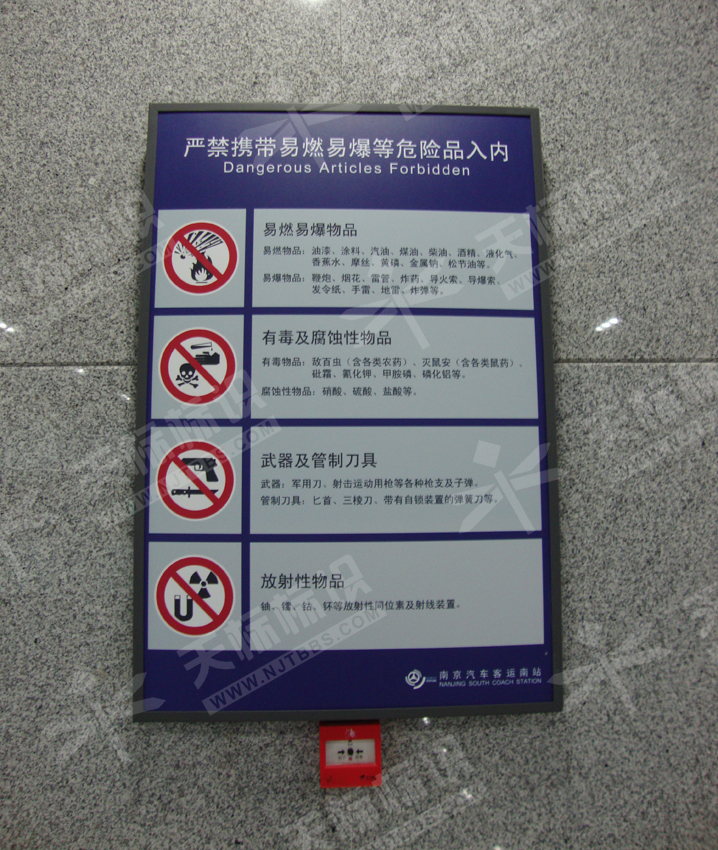 严禁携带易燃易爆等危险品入内
Dangerous Articles Forbidden
易燃易爆物品
易燃物品：油漆、涂料、汽油、煤油、柴油、酒精、液化气、
香蕉水、摩丝、黄磷、金属钠、松节油等。
易爆物品：鞭炮、烟花、雷管、炸药、导火索、导爆索、
发令纸、手雷、地雷、炸弹等。
有毒及腐蚀性物品
有毒物品：敌百虫（含各类农药）、灭鼠安（含各类鼠药）、
砒霜、氰化钾、甲胺磷、磷化铝等。
腐蚀性物品：硝酸、硫酸、盐酸等。
武器及管制刀具
武器：军用刀、射击运动用枪等各种枪支及子弹。
管制刀具：匕首、三棱刀、带有自锁装置的弹簧刀等。
放射性物品
铀、镭、钴、钚等放射性同位素及射线装置。
南京汽车客运南站
NANJING SOUTH COACH STATION
天标标识
WWW.NJTBBS.COM